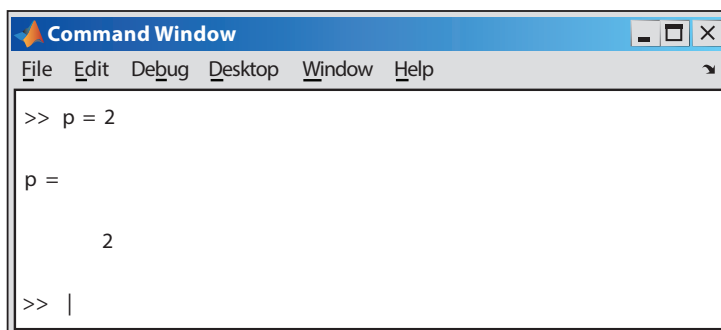 Command Window
File Edit Debug Desktop Window Help
>> p = 2
p =
2
>> |